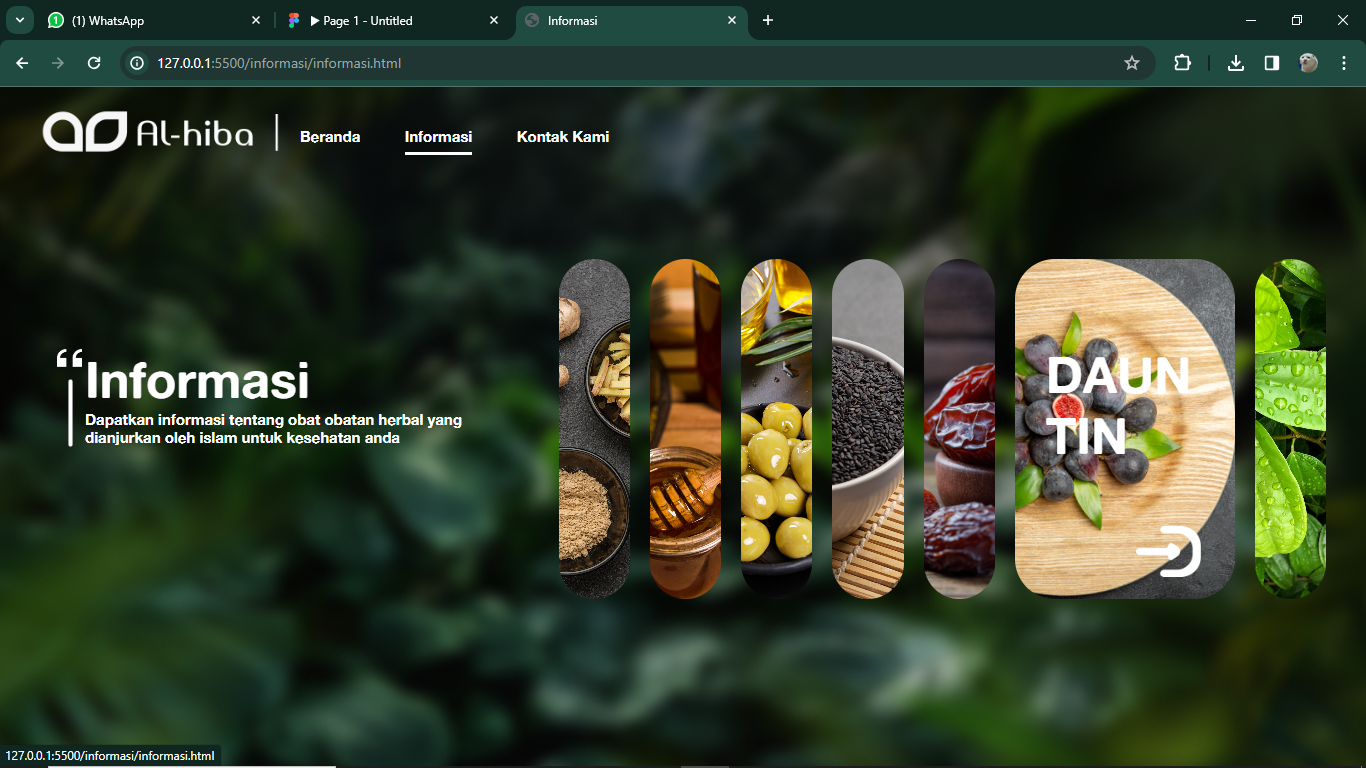 (1) WhatsApp
Page 1 - Untitled
Informasi
127.0.0.1:5500/informasi/informasi.html
Al-hiba
Beranda
Informasi
Kontak Kami
“Informasi
Dapatkan informasi tentang obat obatan herbal yang
dianjurkan oleh islam untuk kesehatan anda
DAUN
TIN
127.0.0.1:5500/informasi/informasi.html